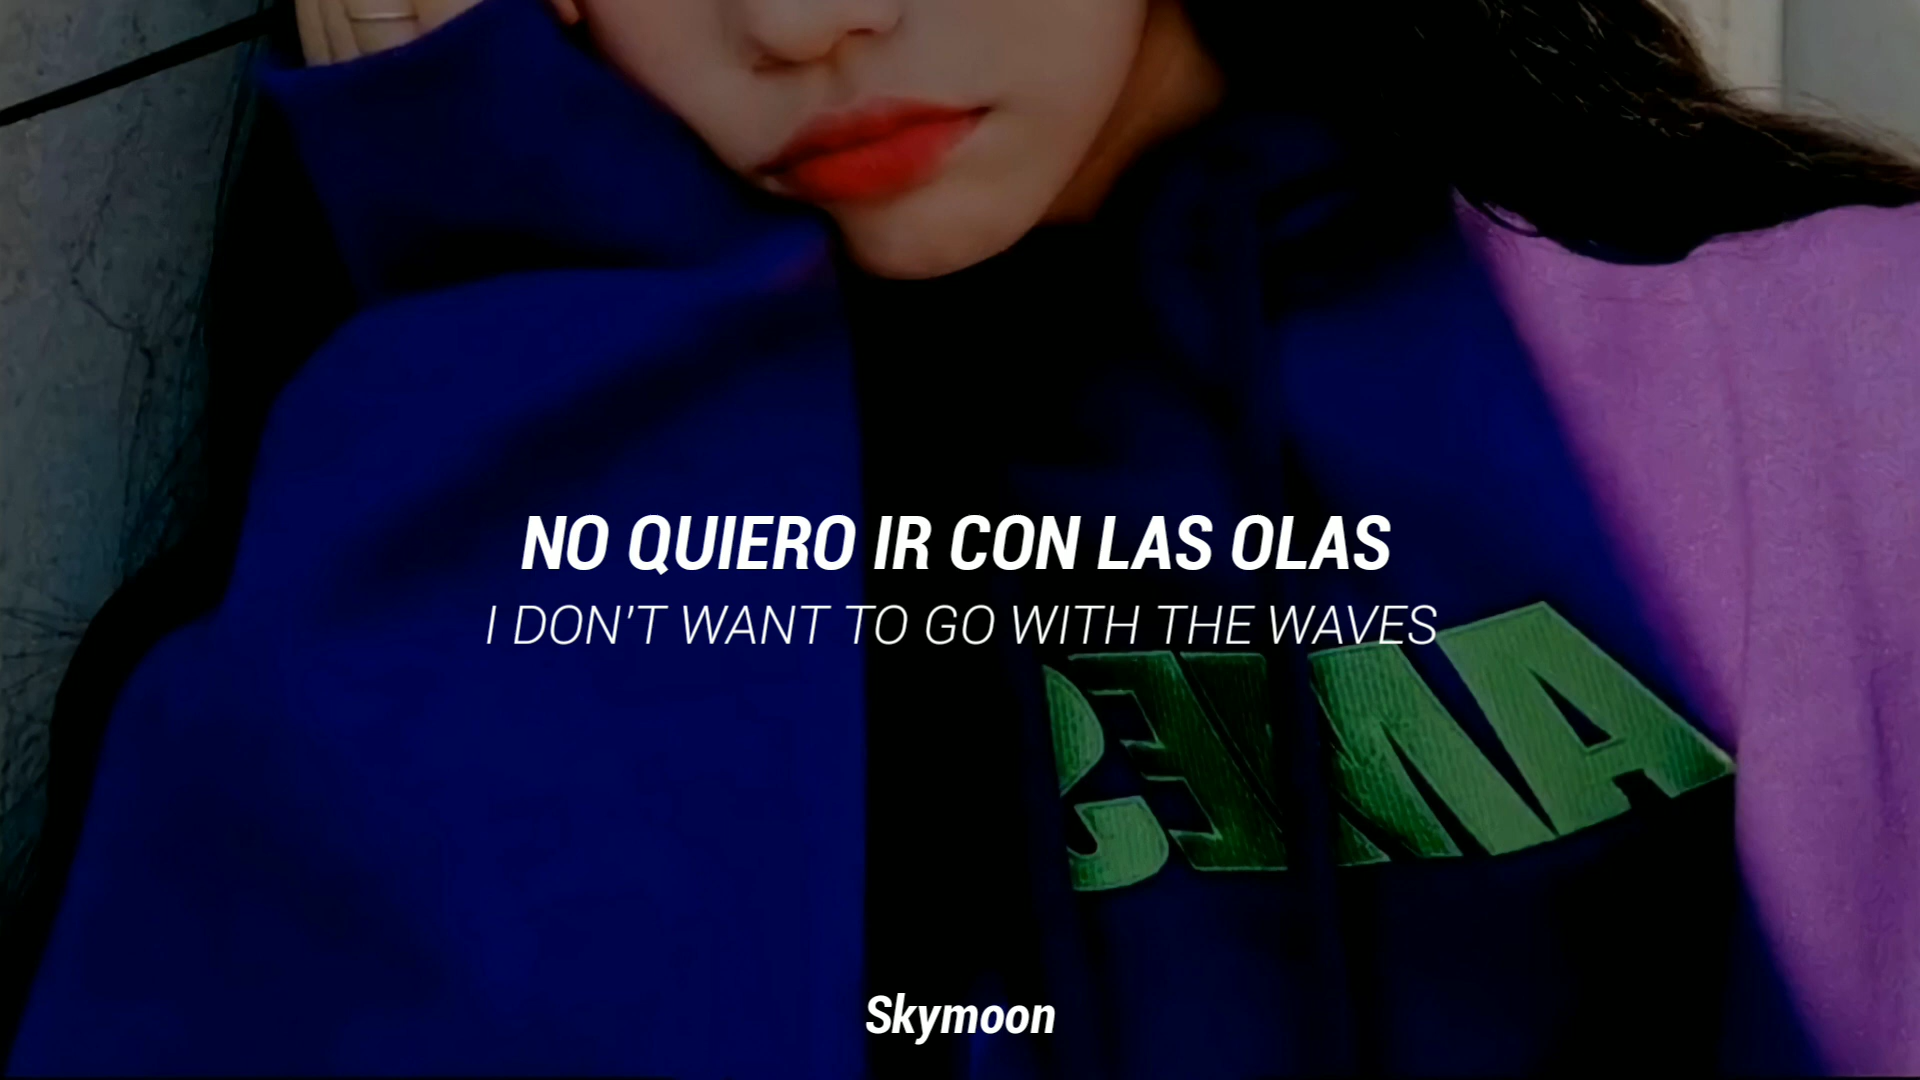 NO QUIERO IR CON LAS OLAS
I DON'T WANT TO GO WITH THE WAVES
Skymoon